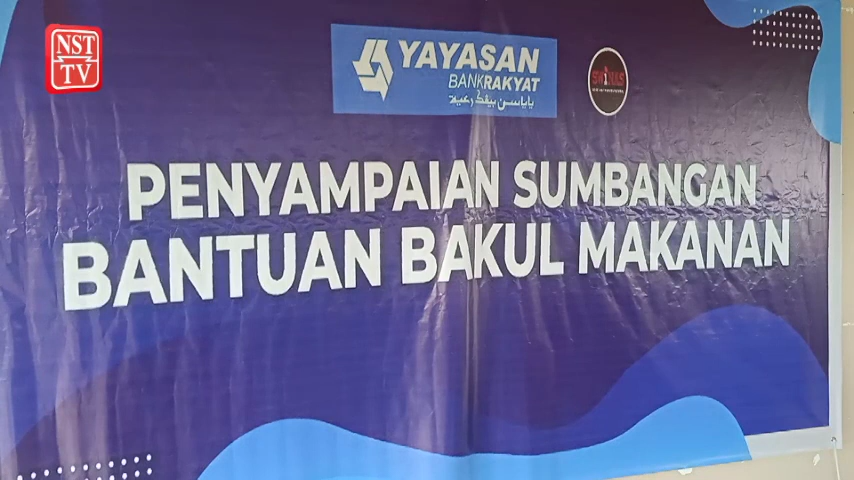 NST
TV
YAYASAN
BANKRAKYAT
PENYAMPAIAN SUMBANGAN
BANTUAN BAKUL MAKANAN